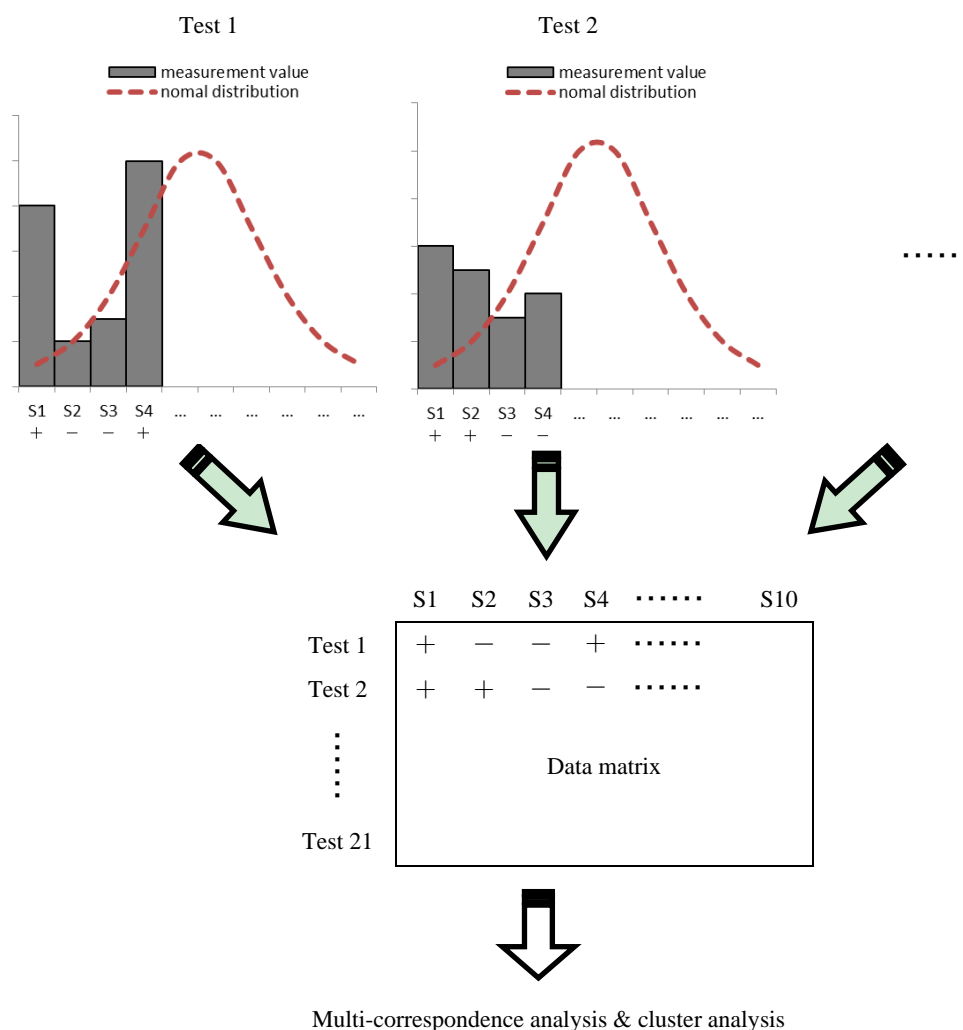 Test 1
Test 2
measurement value
nomal distribution
measurement value
nomal distribution
......
S1 S2 S3 S4 ... ... ... ... ... ...
+ − − +
S1 S2 S3 S4 ... ... ... ... ... ...
+ + − −
S1 S2 S3 S4 ...... S10
Test 1 + − − + ......
Test 2 + + − − ......
......
Data matrix
Test 21
Multi-correspondence analysis & cluster analysis